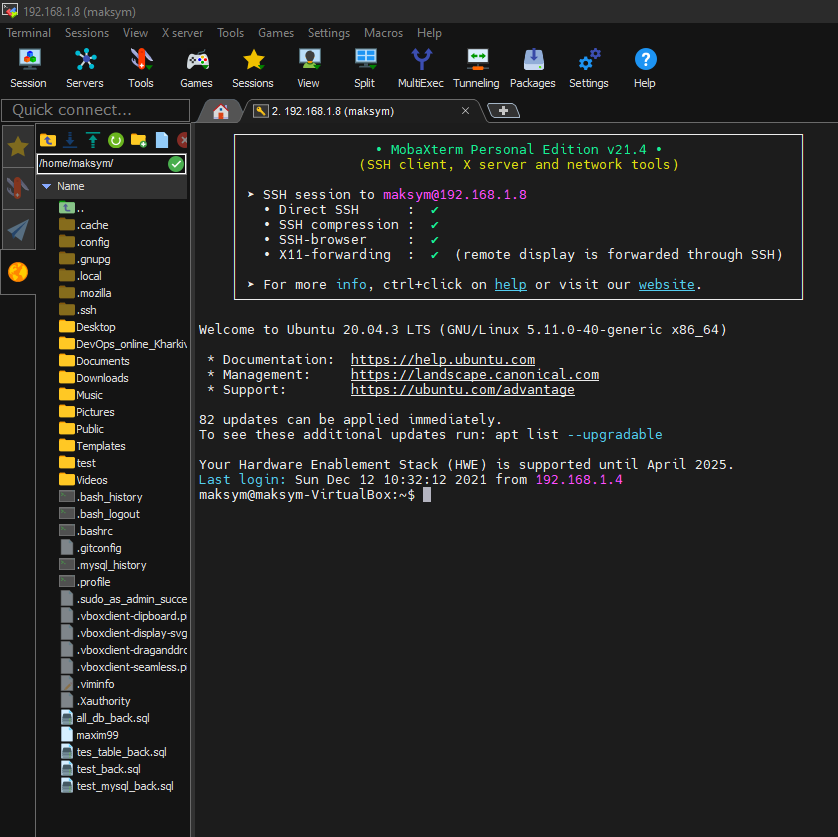 192.168.1.8 (maksym)
Terminal Sessions View X server Tools Games Settings Macros Help
Session Servers Tools Games Sessions View Split MultiExec Tunneling Packages Settings Help
Quick connect...
2. 192.168.1.8 (maksym)
/home/maksym/
Name
..
.cache
.config
.gnupg
.local
.mozilla
.ssh
Desktop
DevOps_online_Kharkiv
Documents
Downloads
Music
Pictures
Public
Templates
test
Videos
.bash_history
.bash_logout
.bashrc
.gitconfig
.mysql_history
.profile
.sudo_as_admin_succe
.vboxclient-clipboard.p
.vboxclient-display-svg
.vboxclient-draganddro
.vboxclient-seamless.p
.viminfo
.Xauthority
all_db_back.sql
maxim99
tes_table_back.sql
test_back.sql
test_mysql_back.sql
• MobaXterm Personal Edition v21.4 •
(SSH client, X server and network tools)
➤ SSH session to maksym@192.168.1.8
• Direct SSH : ✔
• SSH compression : ✔
• SSH-browser : ✔
• X11-forwarding : ✔ (remote display is forwarded through SSH)
➤ For more info, ctrl+click on help or visit our website.
Welcome to Ubuntu 20.04.3 LTS (GNU/Linux 5.11.0-40-generic x86_64)
* Documentation: https://help.ubuntu.com
* Management: https://landscape.canonical.com
* Support: https://ubuntu.com/advantage
82 updates can be applied immediately.
To see these additional updates run: apt list --upgradable
Your Hardware Enablement Stack (HWE) is supported until April 2025.
Last login: Sun Dec 12 10:32:12 2021 from 192.168.1.4
maksym@maksym-VirtualBox:~$